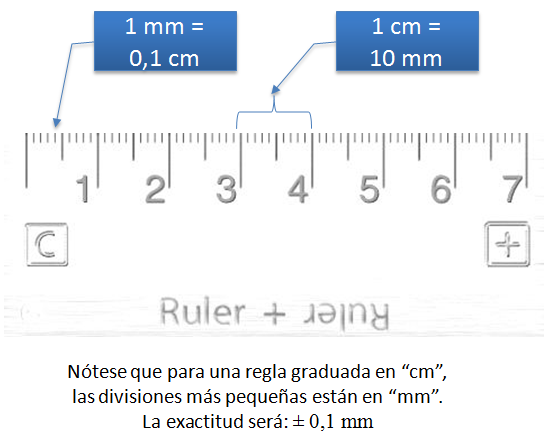 1 mm =
0,1 cm
1 cm =
10 mm
1 2 3 4 5 6 7
C +
Ruler + Ruler
Nótese que para una regla graduada en “cm”,
las divisiones más pequeñas están en “mm”.
La exactitud será: ± 0,1 mm